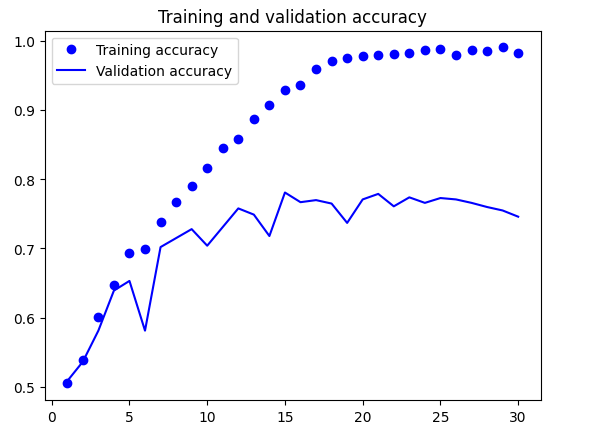 Training and validation accuracy
Training accuracy
Validation accuracy
1.0
0.9
0.8
0.7
0.6
0.5
0 5 10 15 20 25 30